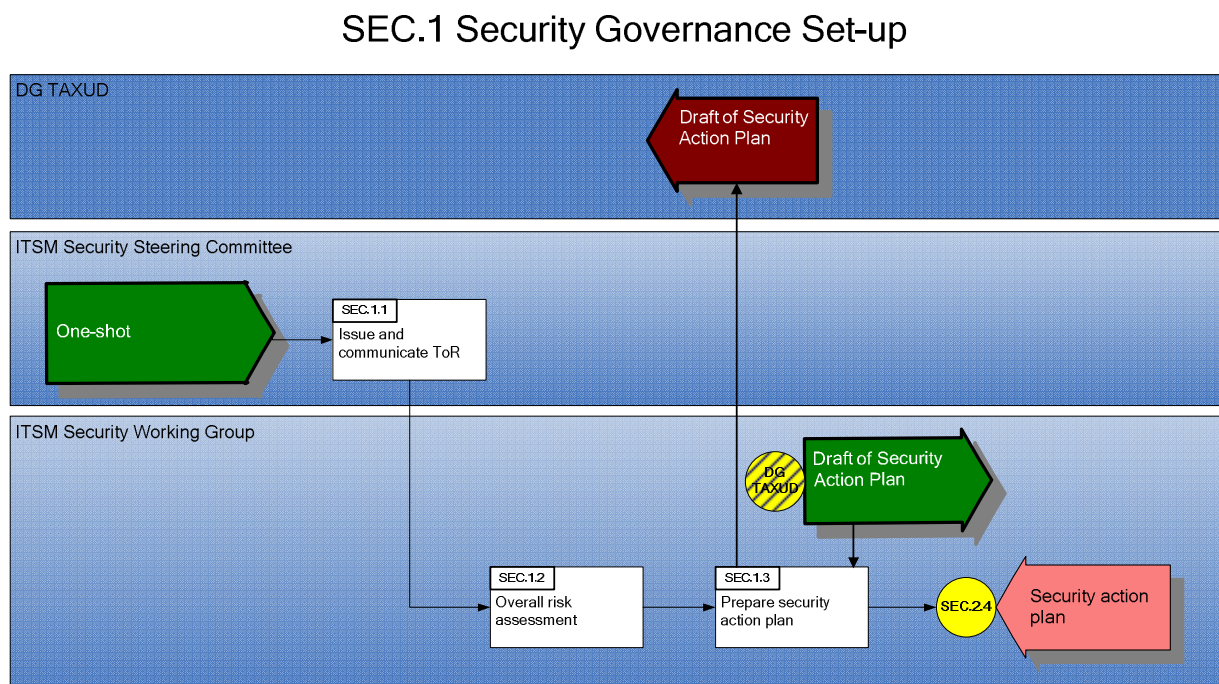 SEC.1 Security Governance Set-up
DG TAXUD
Draft of Security
Action Plan
ITSM Security Steering Committee
One-shot
SEC.1.1
Issue and
communicate ToR
ITSM Security Working Group
DG
TAXUD
Draft of Security
Action Plan
SEC.1.2
Overall risk
assessment
SEC.1.3
Prepare security
action plan
SEC.2.4
Security action
plan